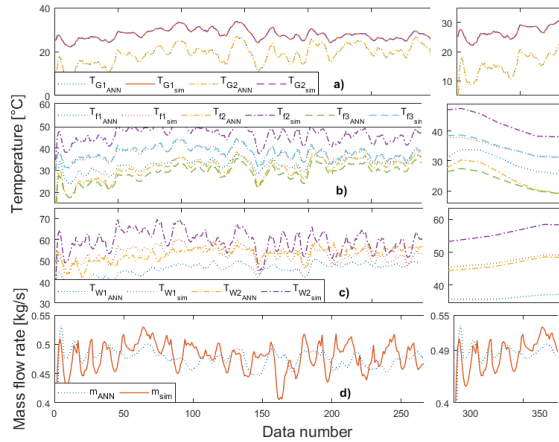 40
20
0
T_G1_ANN T_G1_sim T_G2_ANN T_G2_sim
a)
30
20
10
Temperature [°C]
60
50
40
30
20
T_f1_ANN T_f1_sim T_f2_ANN T_f2_sim T_f3_ANN T_f3_sim
b)
40
30
20
70
60
50
40
30
T_W1_ANN T_W1_sim T_W2_ANN T_W2_sim
c)
60
50
40
Mass flow rate [kg/s]
0.55
0.5
0.45
0.4
m_ANN m_sim
d)
0 50 100 150 200 250
0.55
0.49
0.4
300 350
Data number